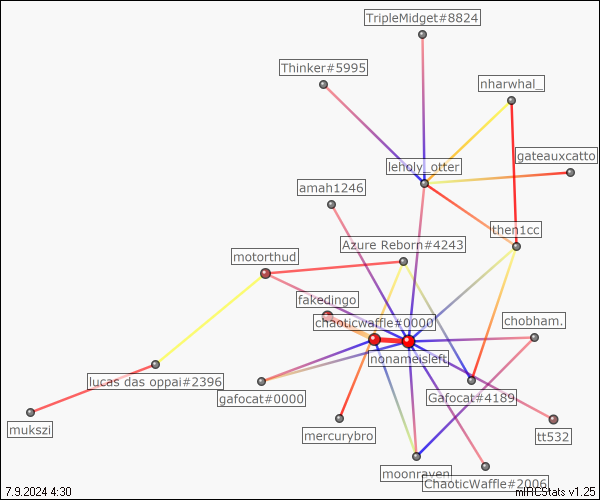 TripleMidget#8824
Thinker#5995
nharwhal_
gateauxcatto
leholy_otter
amah1246
then1cc
Azure Reborn#4243
motorthud
fakedingo
chaoticwaffle#0000
chobham.
nonameisleft
lucas das oppai#2396
gafocat#0000
Gafocat#4189
mukszi
mercurybro
tt532
moonraven
ChaoticWaffle#2006
7.9.2024 4:30
mIRCStats v1.25